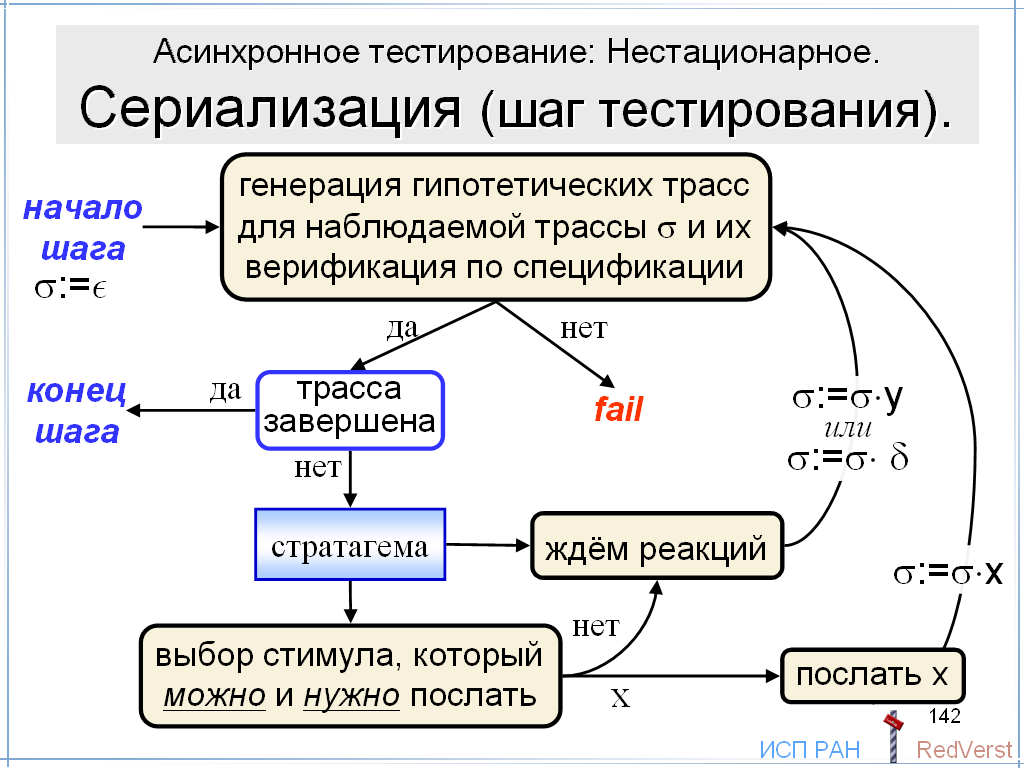 Асинхронное тестирование: Нестационарное.
Сериализация (шаг тестирования).
начало
шага
σ:=ϵ
генерация гипотетических трасс
для наблюдаемой трассы σ и их
верификация по спецификации
да
нет
конец
шага
да
трасса
завершена
fail
σ:=σ·y
или
σ:=σ· δ
нет
стратагема
ждём реакций
σ:=σ·x
нет
выбор стимула, который
можно и нужно послать
x
послать x
142
ИСП РАН
RedVerst